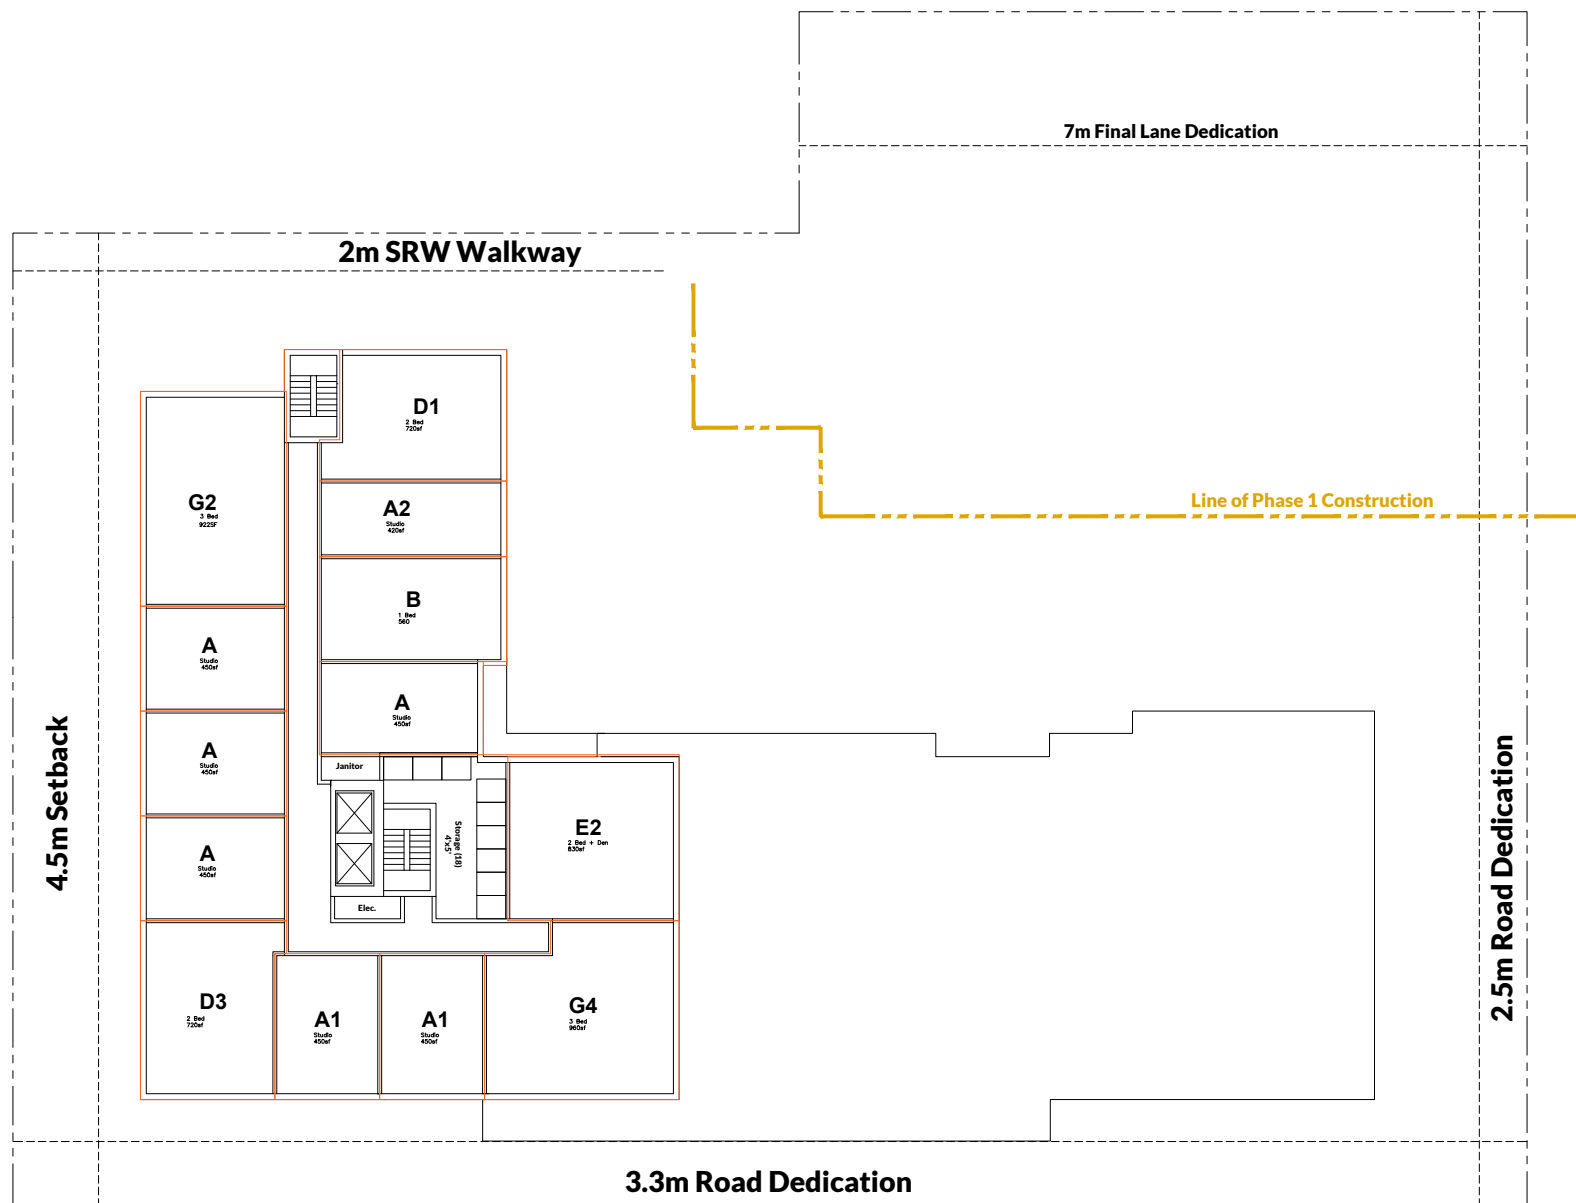 7m Final Lane Dedication
2m SRW Walkway
D1
2 Bed
720sf
G2
3 Bed
922SF
A2
Studio
420sf
Line of Phase 1 Construction
B
1 Bed
560
A
Studio
450sf
A
Studio
450sf
A
Studio
450sf
Janitor
4.5m Setback
Storage (18)
4'x5'
E2
2 Bed + Den
830sf
A
Studio
450sf
Elec.
2.5m Road Dedication
D3
2 Bed
720sf
A1
Studio
450sf
A1
Studio
450sf
G4
3 Bed
960sf
3.3m Road Dedication